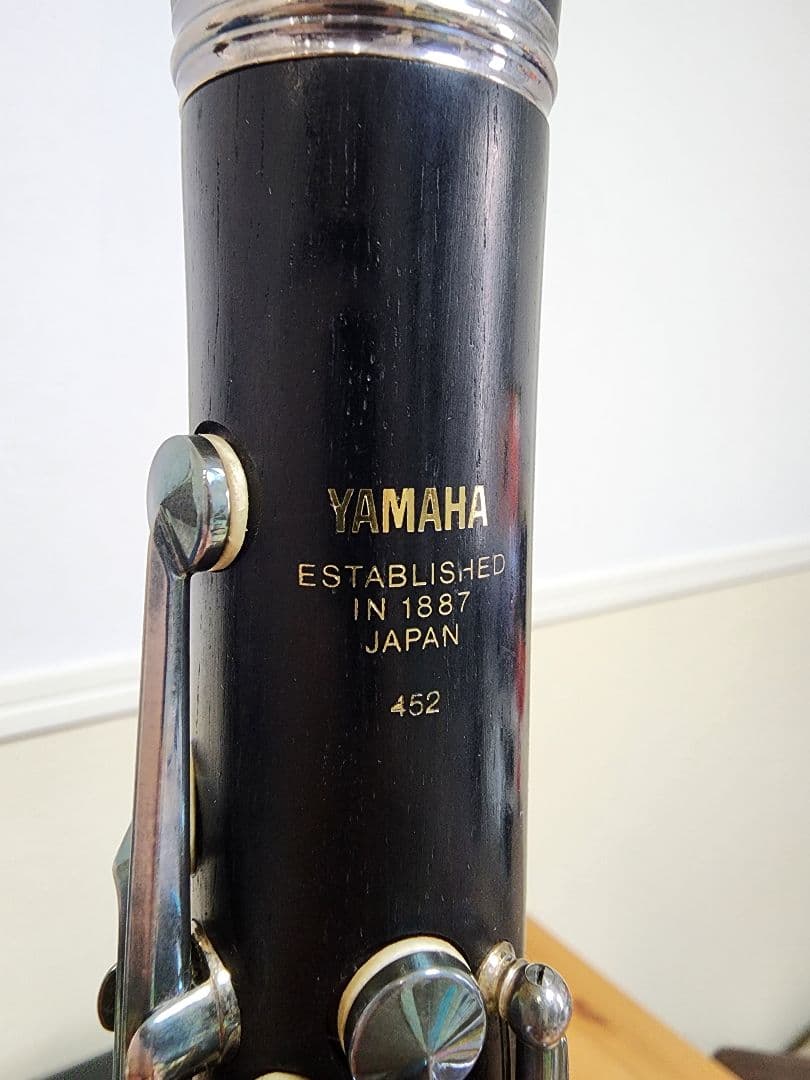 YAMAHA
ESTABLISHED
IN 1887
JAPAN
452